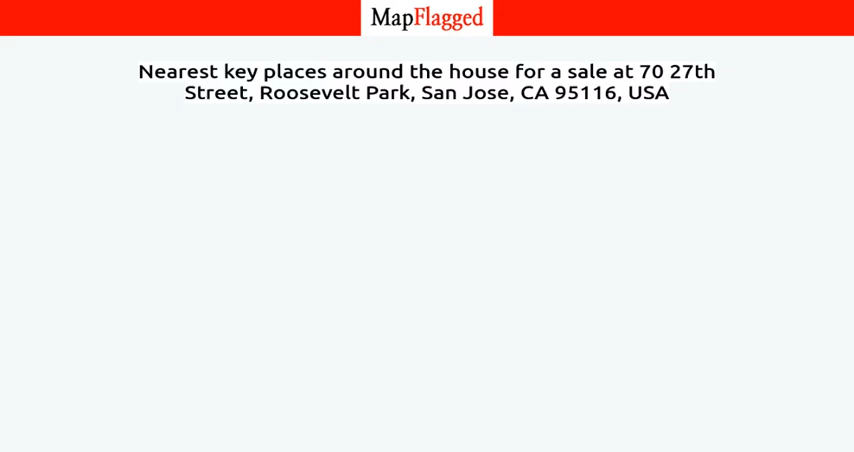 MapFlagged
Nearest key places around the house for a sale at 70 27th
Street, Roosevelt Park, San Jose, CA 95116, USA